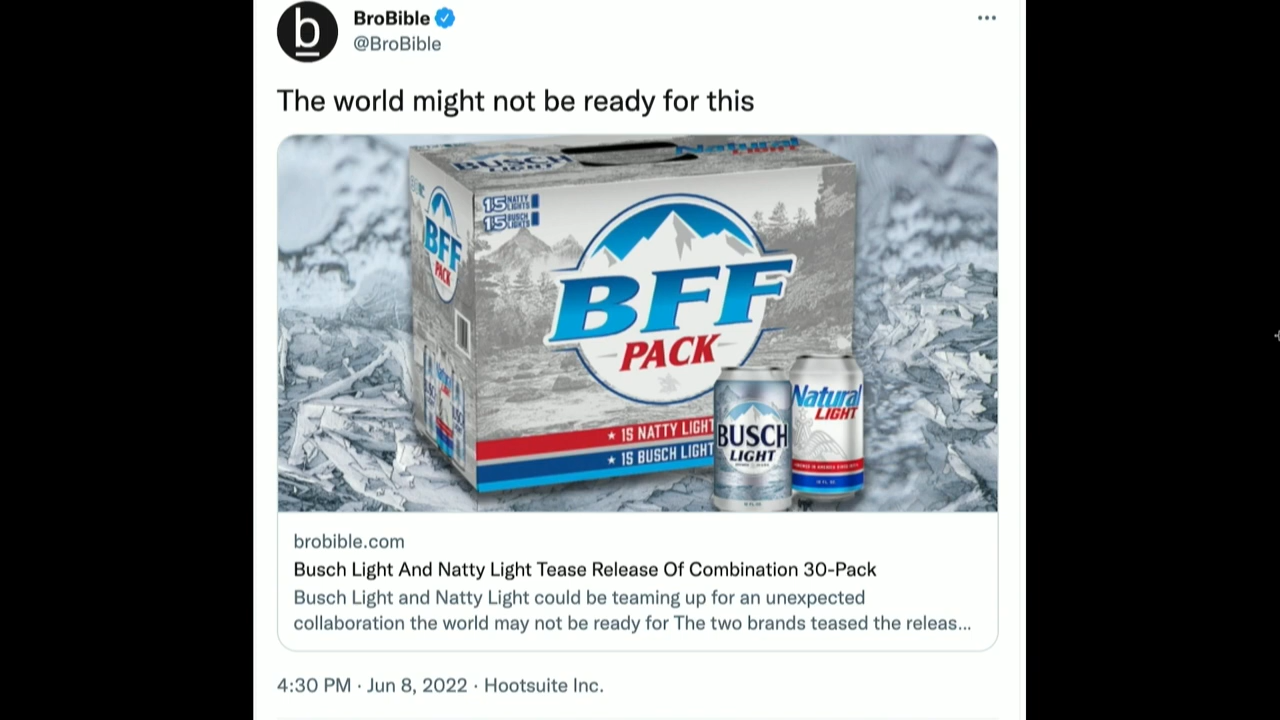 b
BroBible
@BroBible
The world might not be ready for this
BUSCH
LIGHT
Natural
LIGHT
15 NATTY LIGHTS
15 BUSCH LIGHTS
BFF
PACK
BFF
PACK
★ 15 NATTY LIGHT
★ 15 BUSCH LIGHT
BUSCH
LIGHT
Natural
LIGHT
brobible.com
Busch Light And Natty Light Tease Release Of Combination 30-Pack
Busch Light and Natty Light could be teaming up for an unexpected
collaboration the world may not be ready for The two brands teased the releas...
4:30 PM · Jun 8, 2022 · Hootsuite Inc.